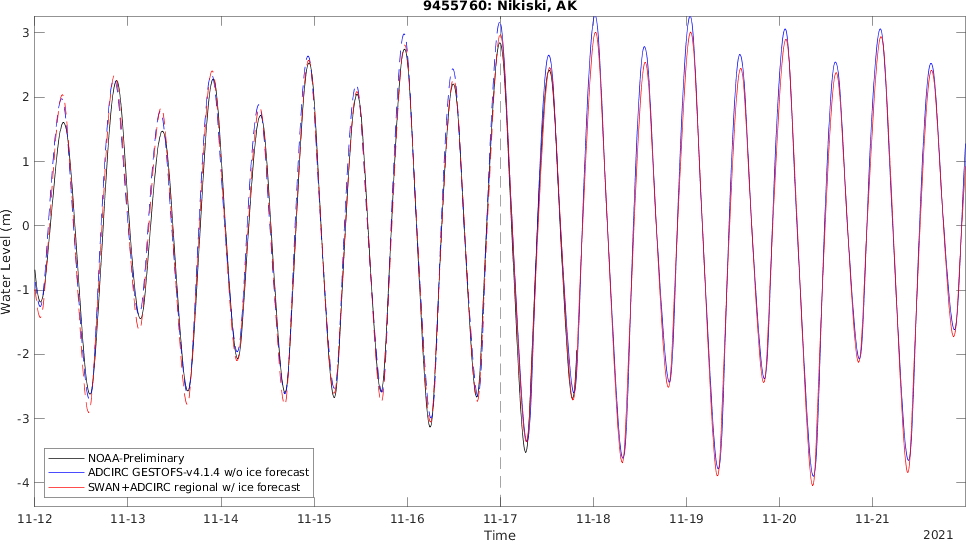 9455760: Nikiski, AK
3
2
1
0
-1
-2
-3
-4
Water Level (m)
NOAA-Preliminary
ADCIRC GESTOFS-v4.1.4 w/o ice forecast
SWAN+ADCIRC regional w/ ice forecast
11-12 11-13 11-14 11-15 11-16 11-17 11-18 11-19 11-20 11-21
Time
2021